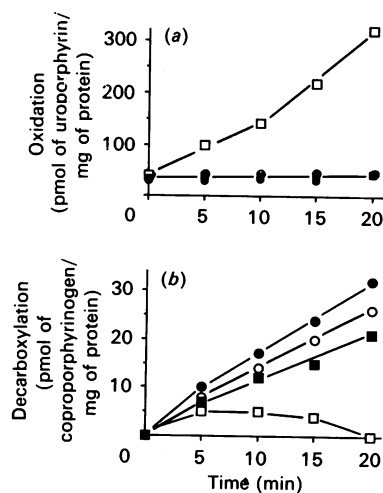 (a)
Oxidation
(pmol of uroporphyrin/
mg of protein)
300
200
100
0
5
10
15
20
(b)
Decarboxylation
(pmol of
coproporphyrinogen/
mg of protein)
30
20
10
0
5
10
15
20
Time (min)